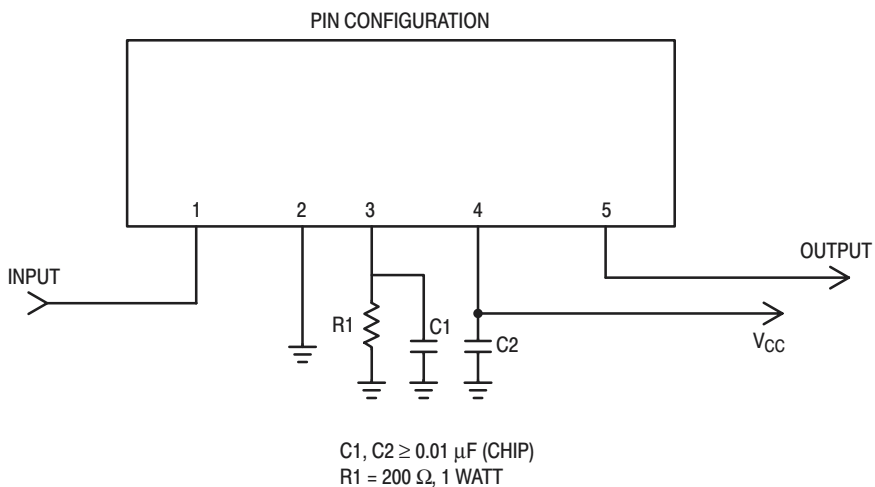 PIN CONFIGURATION
1 2 3 4 5
INPUT
OUTPUT
R1
C1
C2
VCC
C1, C2 ≥ 0.01 μF (CHIP)
R1 = 200 Ω, 1 WATT